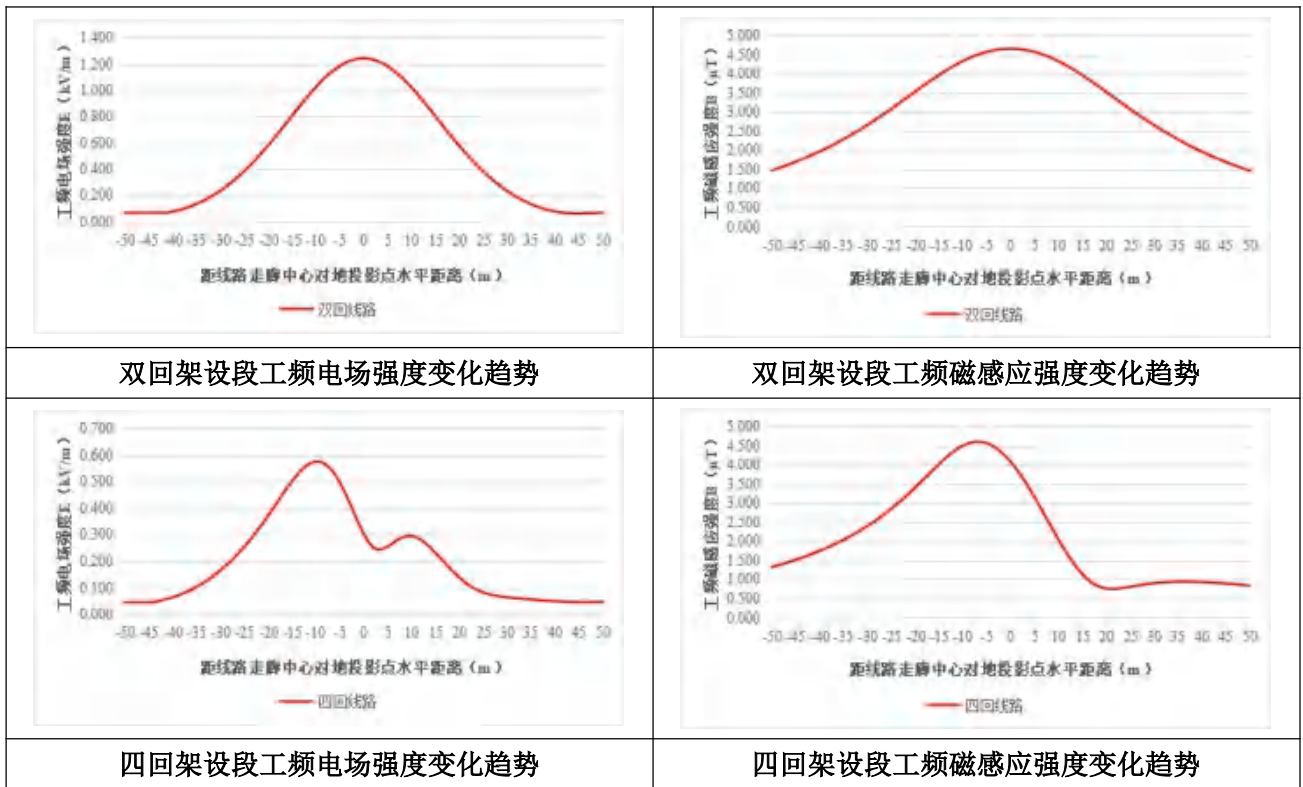 1.400
1.200
1.000
0.800
0.600
0.400
0.200
0.000
工频电场强度E（kV/m）
-50 -45 -40 -35 -30 -25 -20 -15 -10 -5 0 5 10 15 20 25 30 35 40 45 50
距线路走廊中心对地投影点水平距离（m）
双回线路
5.000
4.500
4.000
3.500
3.000
2.500
2.000
1.500
1.000
0.500
0.000
工频磁感应强度B（μT）
-50 -45 -40 -35 -30 -25 -20 -15 -10 -5 0 5 10 15 20 25 30 35 40 45 50
距线路走廊中心对地投影点水平距离（m）
双回线路
双回架设段工频电场强度变化趋势
双回架设段工频磁感应强度变化趋势
0.700
0.600
0.500
0.400
0.300
0.200
0.100
0.000
工频电场强度E（kV/m）
-50 -45 -40 -35 -30 -25 -20 -15 -10 -5 0 5 10 15 20 25 30 35 40 45 50
距线路走廊中心对地投影点水平距离（m）
四回线路
5.000
4.500
4.000
3.500
3.000
2.500
2.000
1.500
1.000
0.500
0.000
工频磁感应强度B（μT）
-50 -45 -40 -35 -30 -25 -20 -15 -10 -5 0 5 10 15 20 25 30 35 40 45 50
距线路走廊中心对地投影点水平距离（m）
四回线路
四回架设段工频电场强度变化趋势
四回架设段工频磁感应强度变化趋势